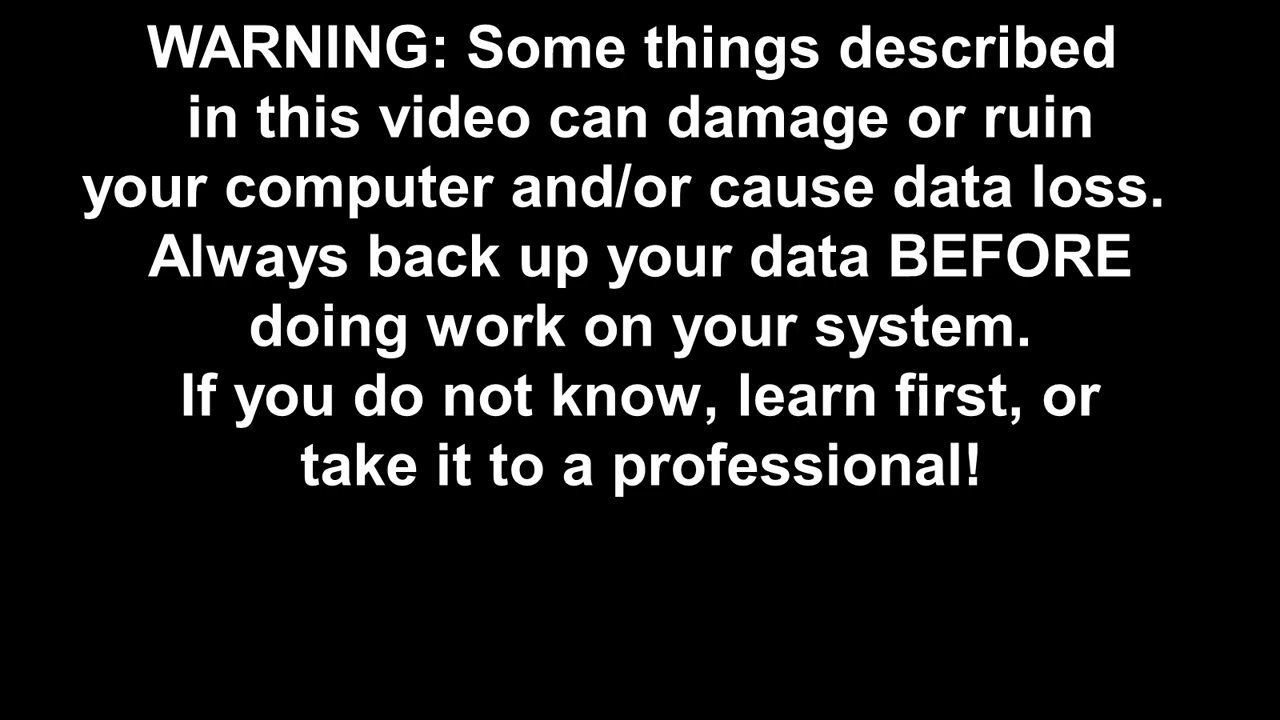 WARNING: Some things described
in this video can damage or ruin
your computer and/or cause data loss.
Always back up your data BEFORE
doing work on your system.
If you do not know, learn first, or
take it to a professional!